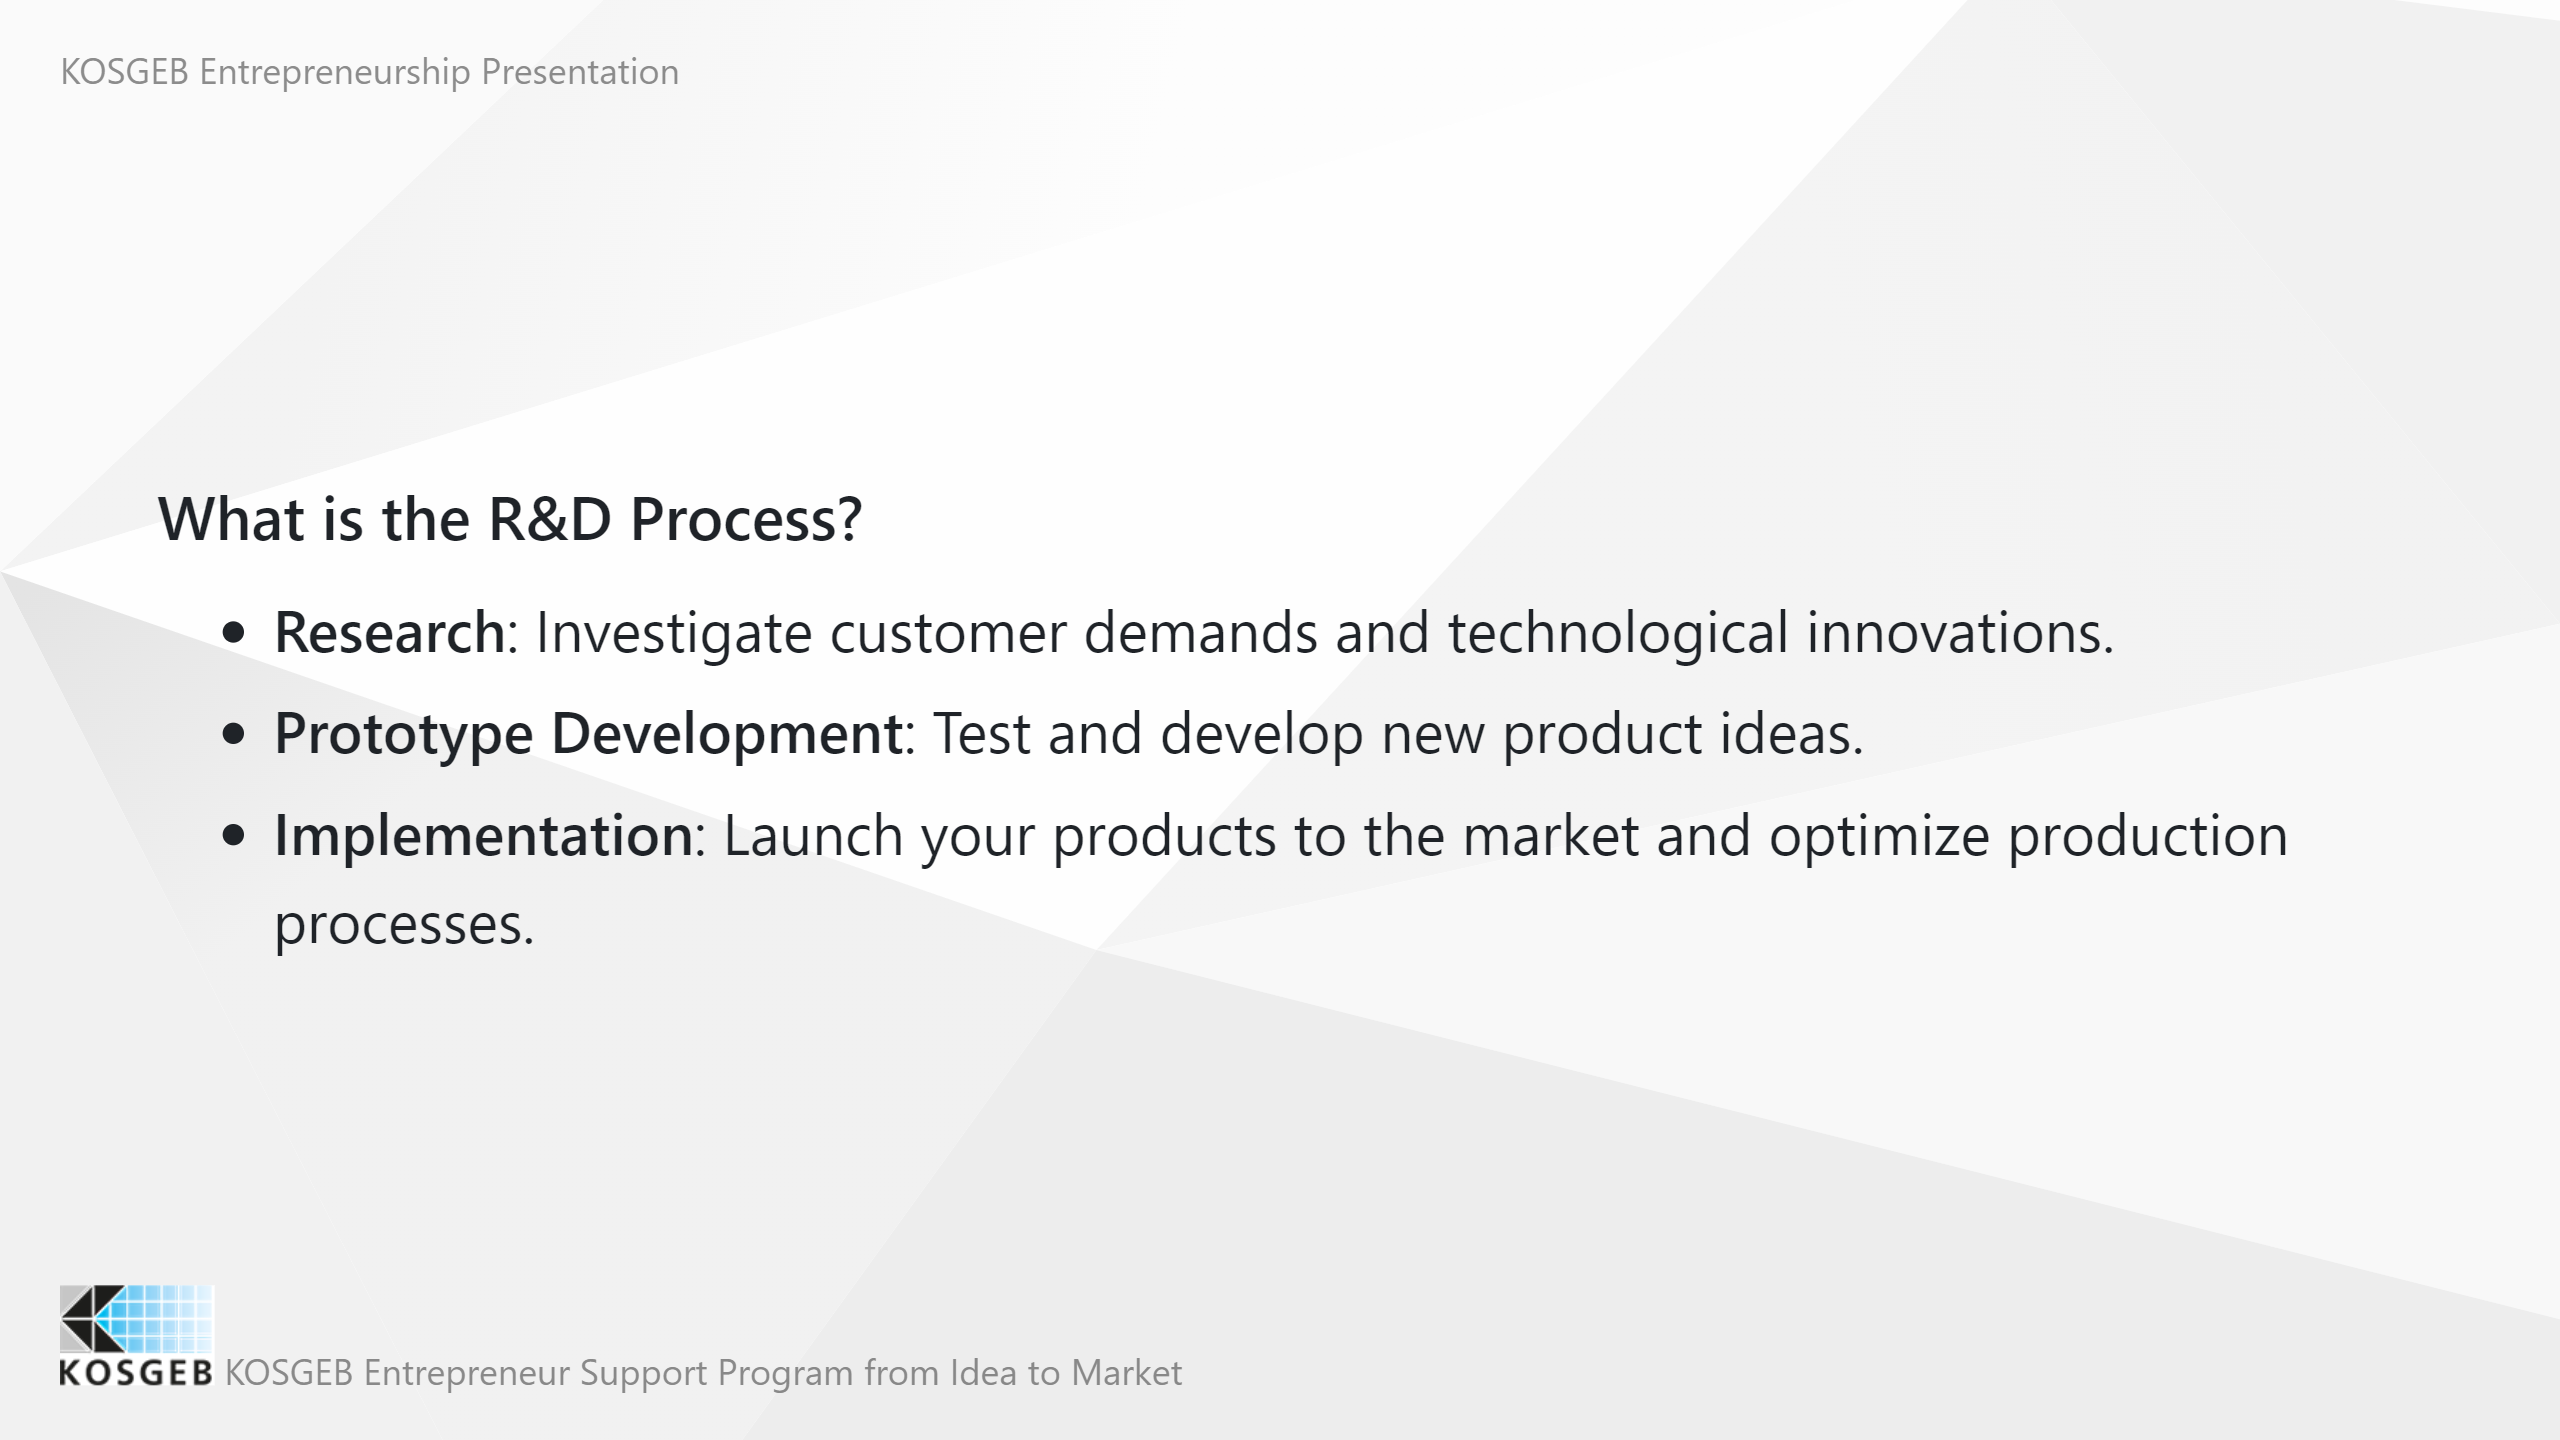 KOSGEB Entrepreneurship Presentation
What is the R&D Process?
• Research: Investigate customer demands and technological innovations.
• Prototype Development: Test and develop new product ideas.
• Implementation: Launch your products to the market and optimize production
processes.
KOSGEB KOSGEB Entrepreneur Support Program from Idea to Market